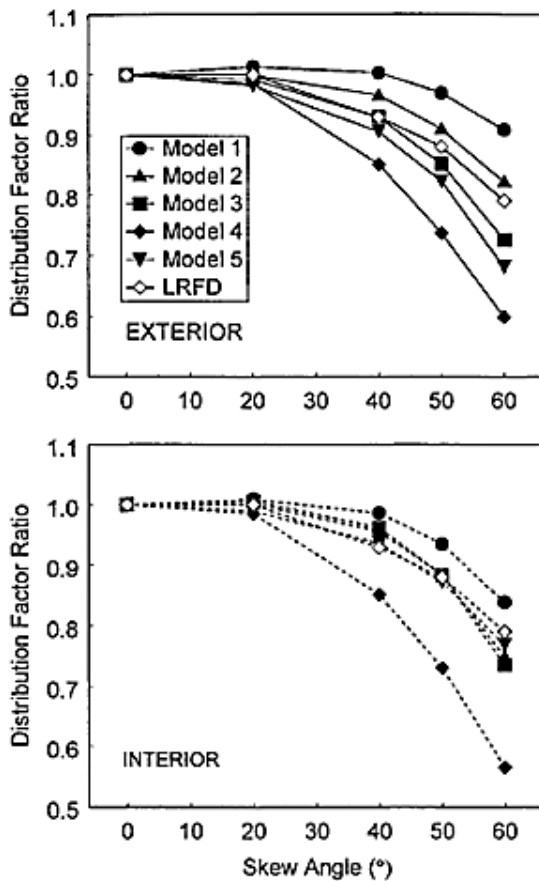 1.1
1.0
0.9
0.8
0.7
0.6
0.5
Distribution Factor Ratio
Model 1
Model 2
Model 3
Model 4
Model 5
LRFD
EXTERIOR
0 10 20 30 40 50 60
1.1
1.0
0.9
0.8
0.7
0.6
0.5
Distribution Factor Ratio
INTERIOR
0 10 20 30 40 50 60
Skew Angle (°)